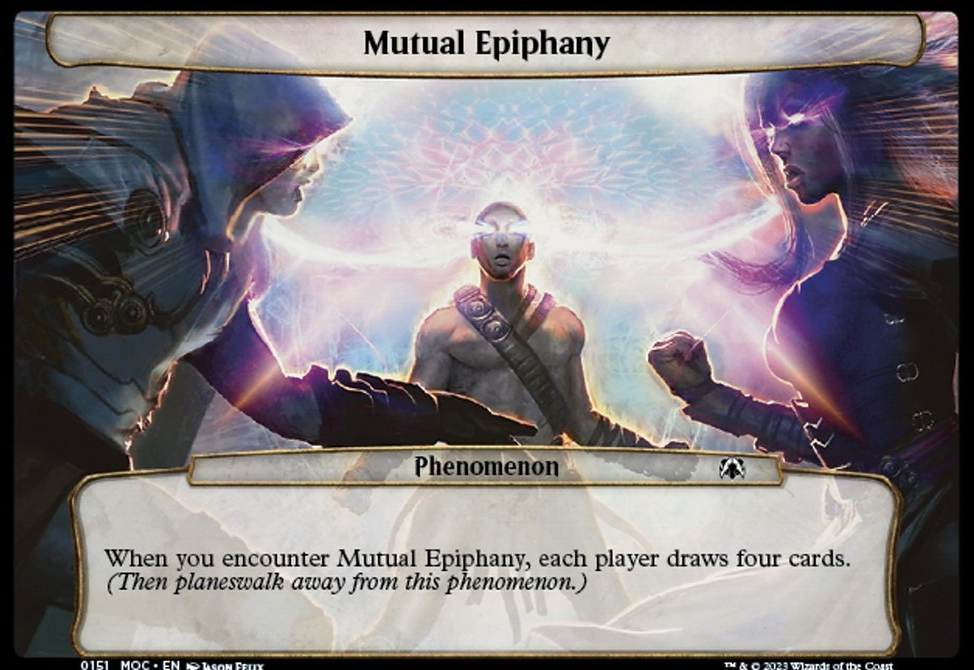 Mutual Epiphany
Phenomenon
When you encounter Mutual Epiphany, each player draws four cards.
(Then planeswalk away from this phenomenon.)
0151 MOC • EN Jason Felix ™ & © 2023 Wizards of the Coast